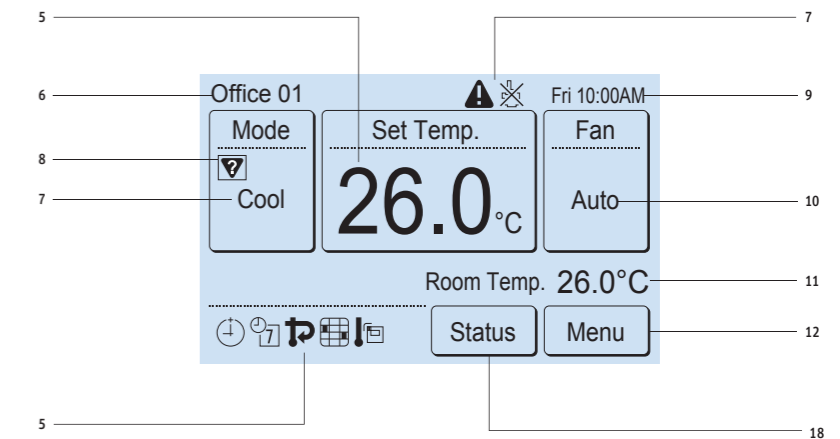 5
7
6
Office 01
Fri 10:00AM
9
Mode
Set Temp.
Fan
8
?
7
Cool
26.0°C
Auto
10
Room Temp. 26.0°C
11
7
Status
Menu
12
5
18